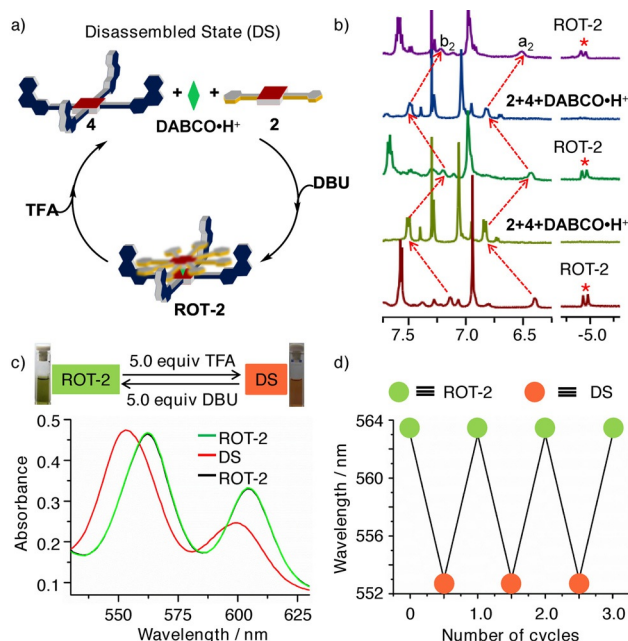 a)
Disassembled State (DS)
4
+
+
DABCO•H+
2
TFA
DBU
ROT-2
b)
b2
a2
ROT-2
*
2+4+DABCO•H+
ROT-2
*
2+4+DABCO•H+
ROT-2
*
7.5
7.0
6.5
-5.0
c)
ROT-2
5.0 equiv TFA
5.0 equiv DBU
DS
0.5
0.4
0.3
0.2
0.1
Absorbance
ROT-2
DS
ROT-2
550
575
600
625
Wavelength / nm
d)
≡ ROT-2
≡ DS
564
560
556
552
Wavelength / nm
0
1.0
2.0
3.0
Number of cycles